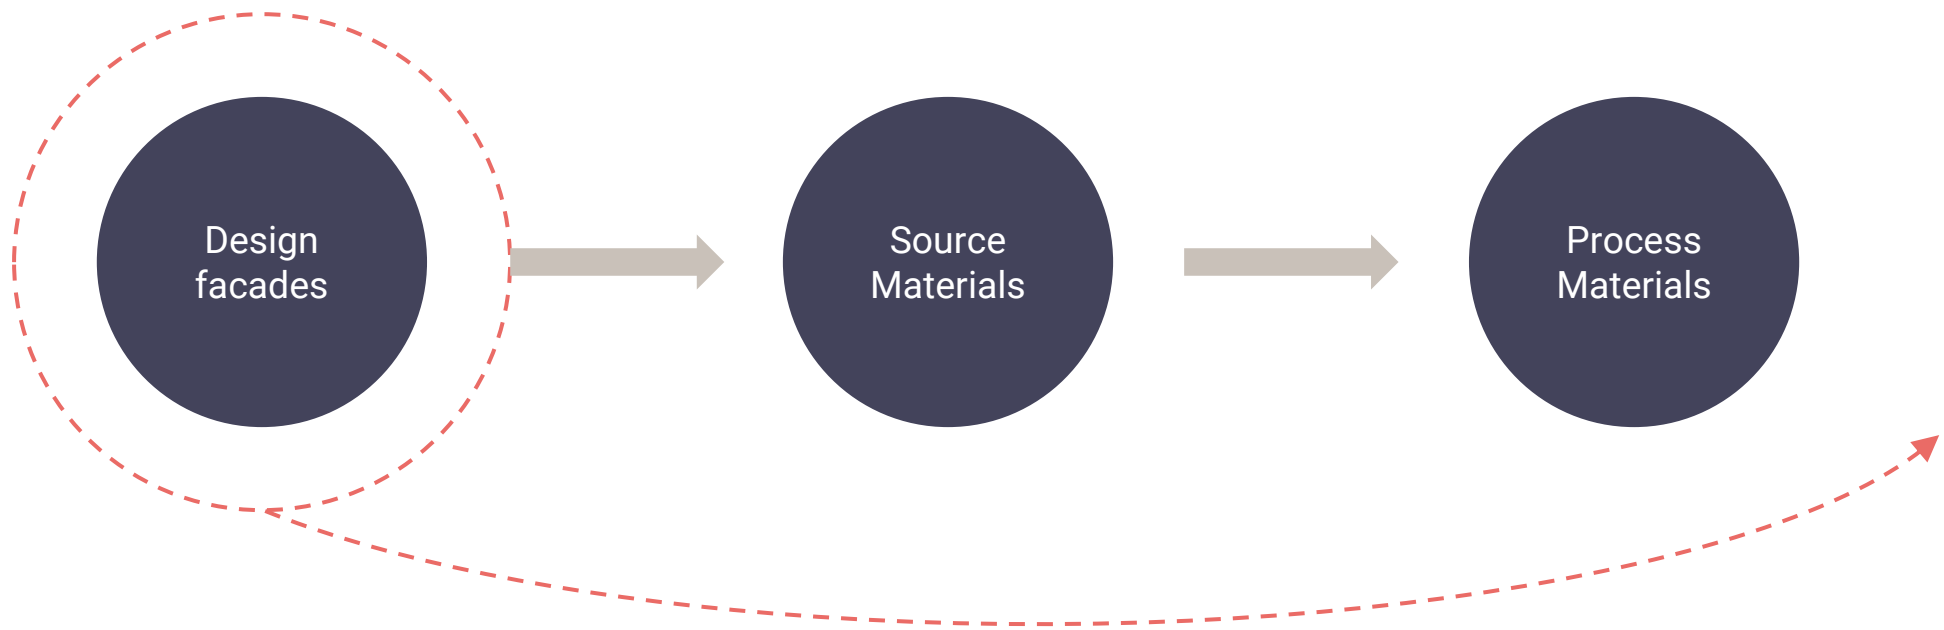 Design
facades
Source
Materials
Process
Materials